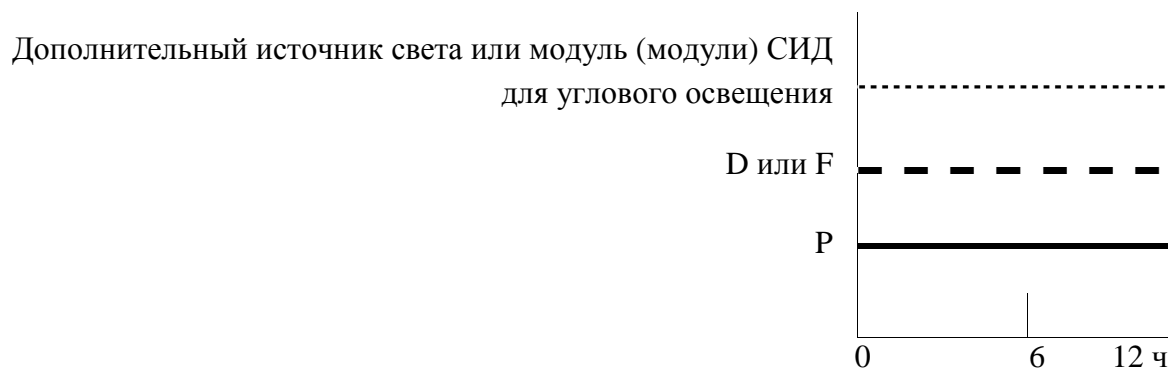 Дополнительный источник света или модуль (модули) СИД
для углового освещения
D или F
P
0 6 12 ч